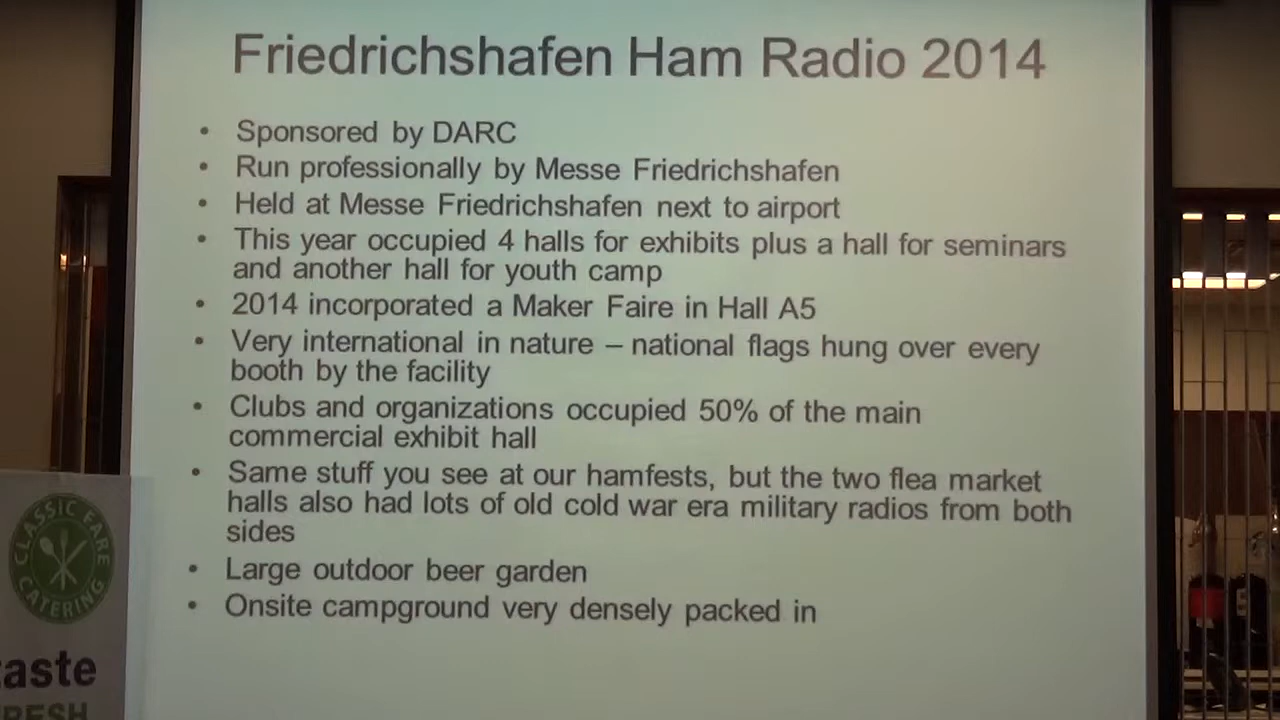 Friedrichshafen Ham Radio 2014
• Sponsored by DARC
• Run professionally by Messe Friedrichshafen
• Held at Messe Friedrichshafen next to airport
• This year occupied 4 halls for exhibits plus a hall for seminars
and another hall for youth camp
• 2014 incorporated a Maker Faire in Hall A5
• Very international in nature – national flags hung over every
booth by the facility
• Clubs and organizations occupied 50% of the main
commercial exhibit hall
• Same stuff you see at our hamfests, but the two flea market
halls also had lots of old cold war era military radios from both
sides
• Large outdoor beer garden
• Onsite campground very densely packed in
CLASSIC FARE
CATERING
taste
FRESH